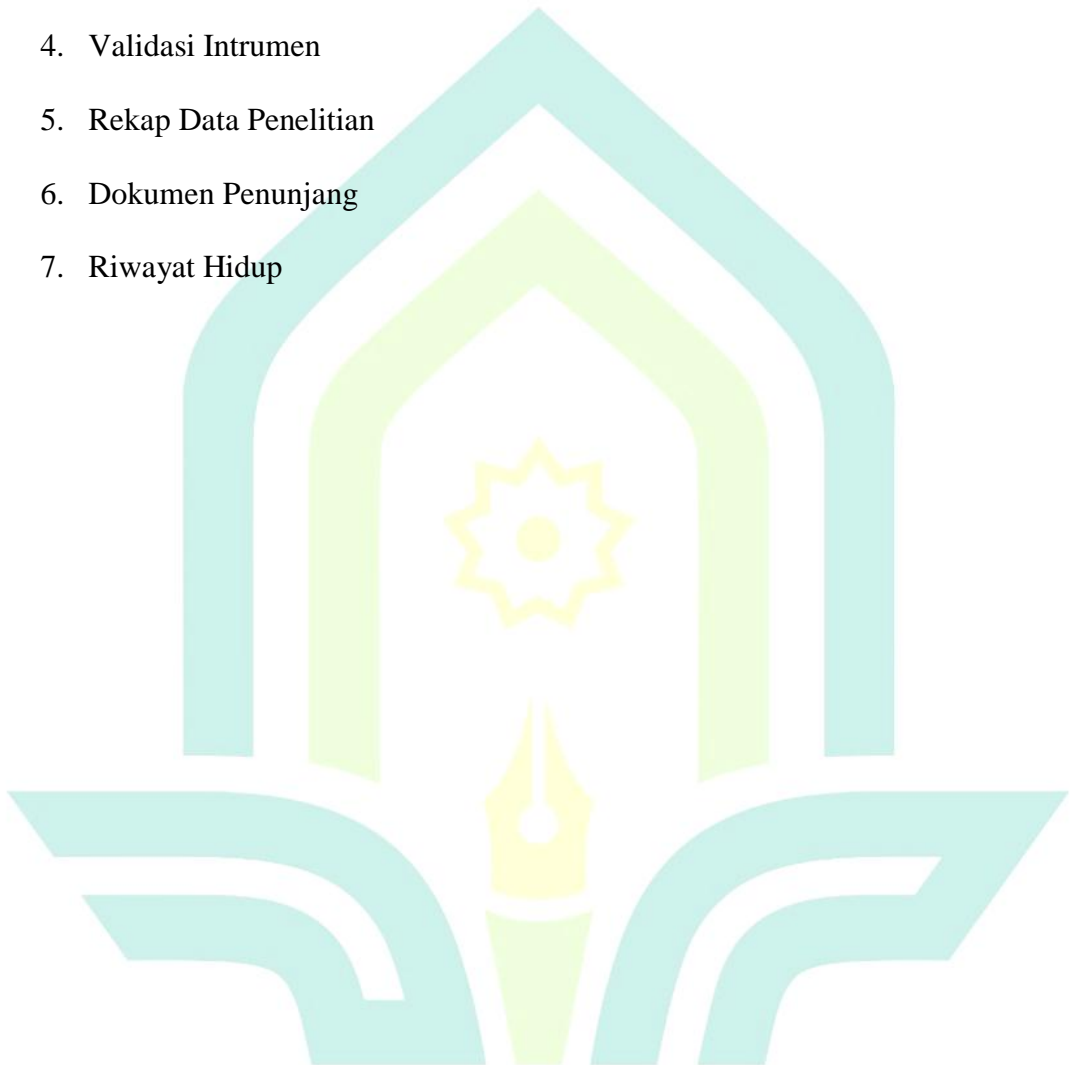 4. Validasi Intrumen
5. Rekap Data Penelitian
6. Dokumen Penunjang
7. Riwayat Hidup